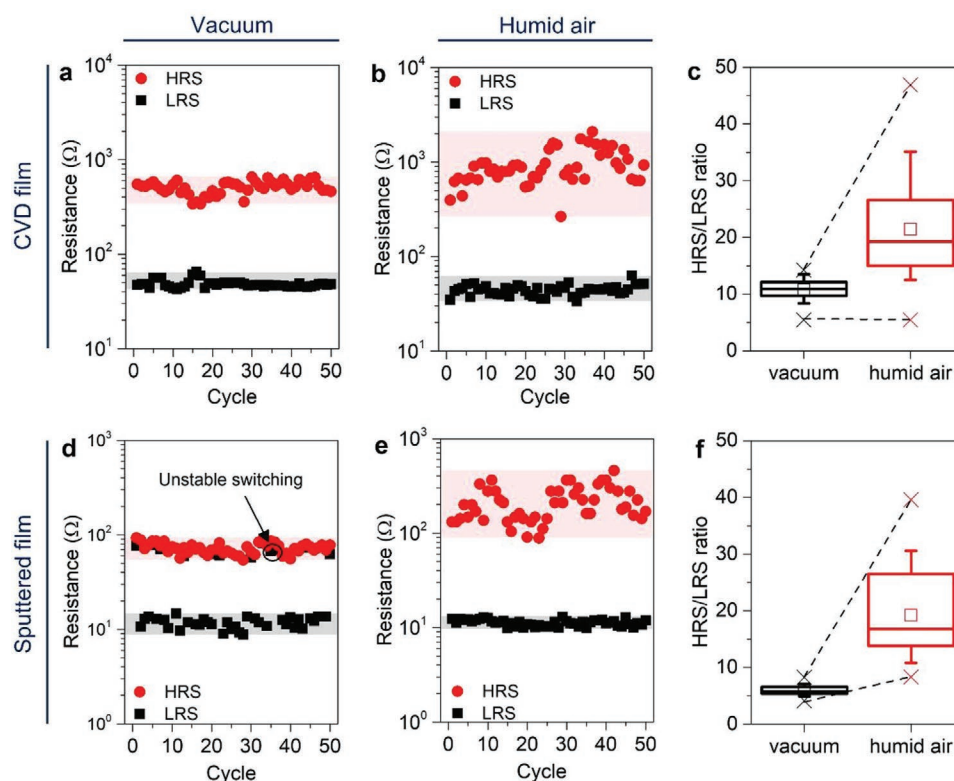 Vacuum
Humid air
CVD film
a
10^4
10^3
10^2
10^1
HRS
LRS
Resistance (Ω)
0 10 20 30 40 50
Cycle
b
10^4
10^3
10^2
10^1
HRS
LRS
Resistance (Ω)
0 10 20 30 40 50
Cycle
c
50
40
30
20
10
0
HRS/LRS ratio
vacuum humid air
Sputtered film
d
10^3
10^2
10^1
10^0
Unstable switching
HRS
LRS
Resistance (Ω)
0 10 20 30 40 50
Cycle
e
10^3
10^2
10^1
10^0
HRS
LRS
Resistance (Ω)
0 10 20 30 40 50
Cycle
f
50
40
30
20
10
0
HRS/LRS ratio
vacuum humid air